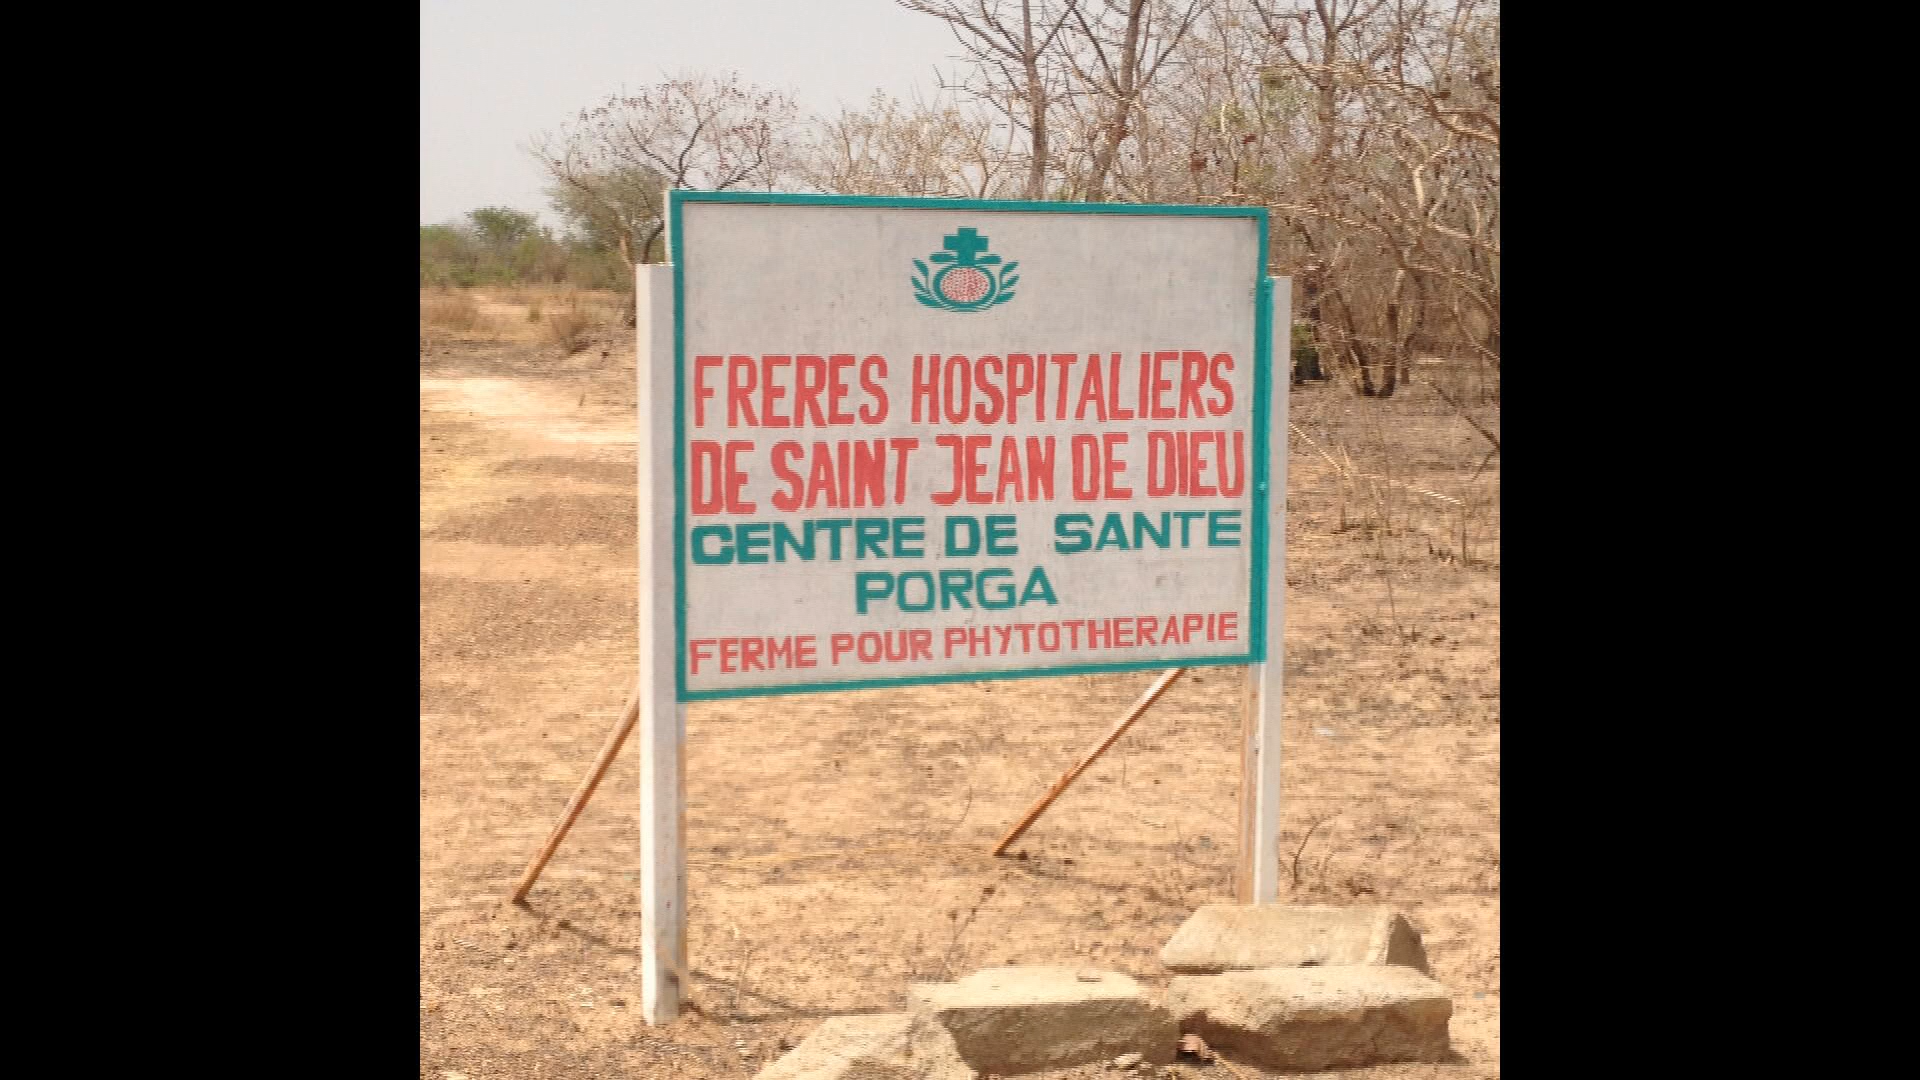 FRERES HOSPITALIERS
DE SAINT JEAN DE DIEU
CENTRE DE SANTE
PORGA
FERME POUR PHYTOTHERAPIE